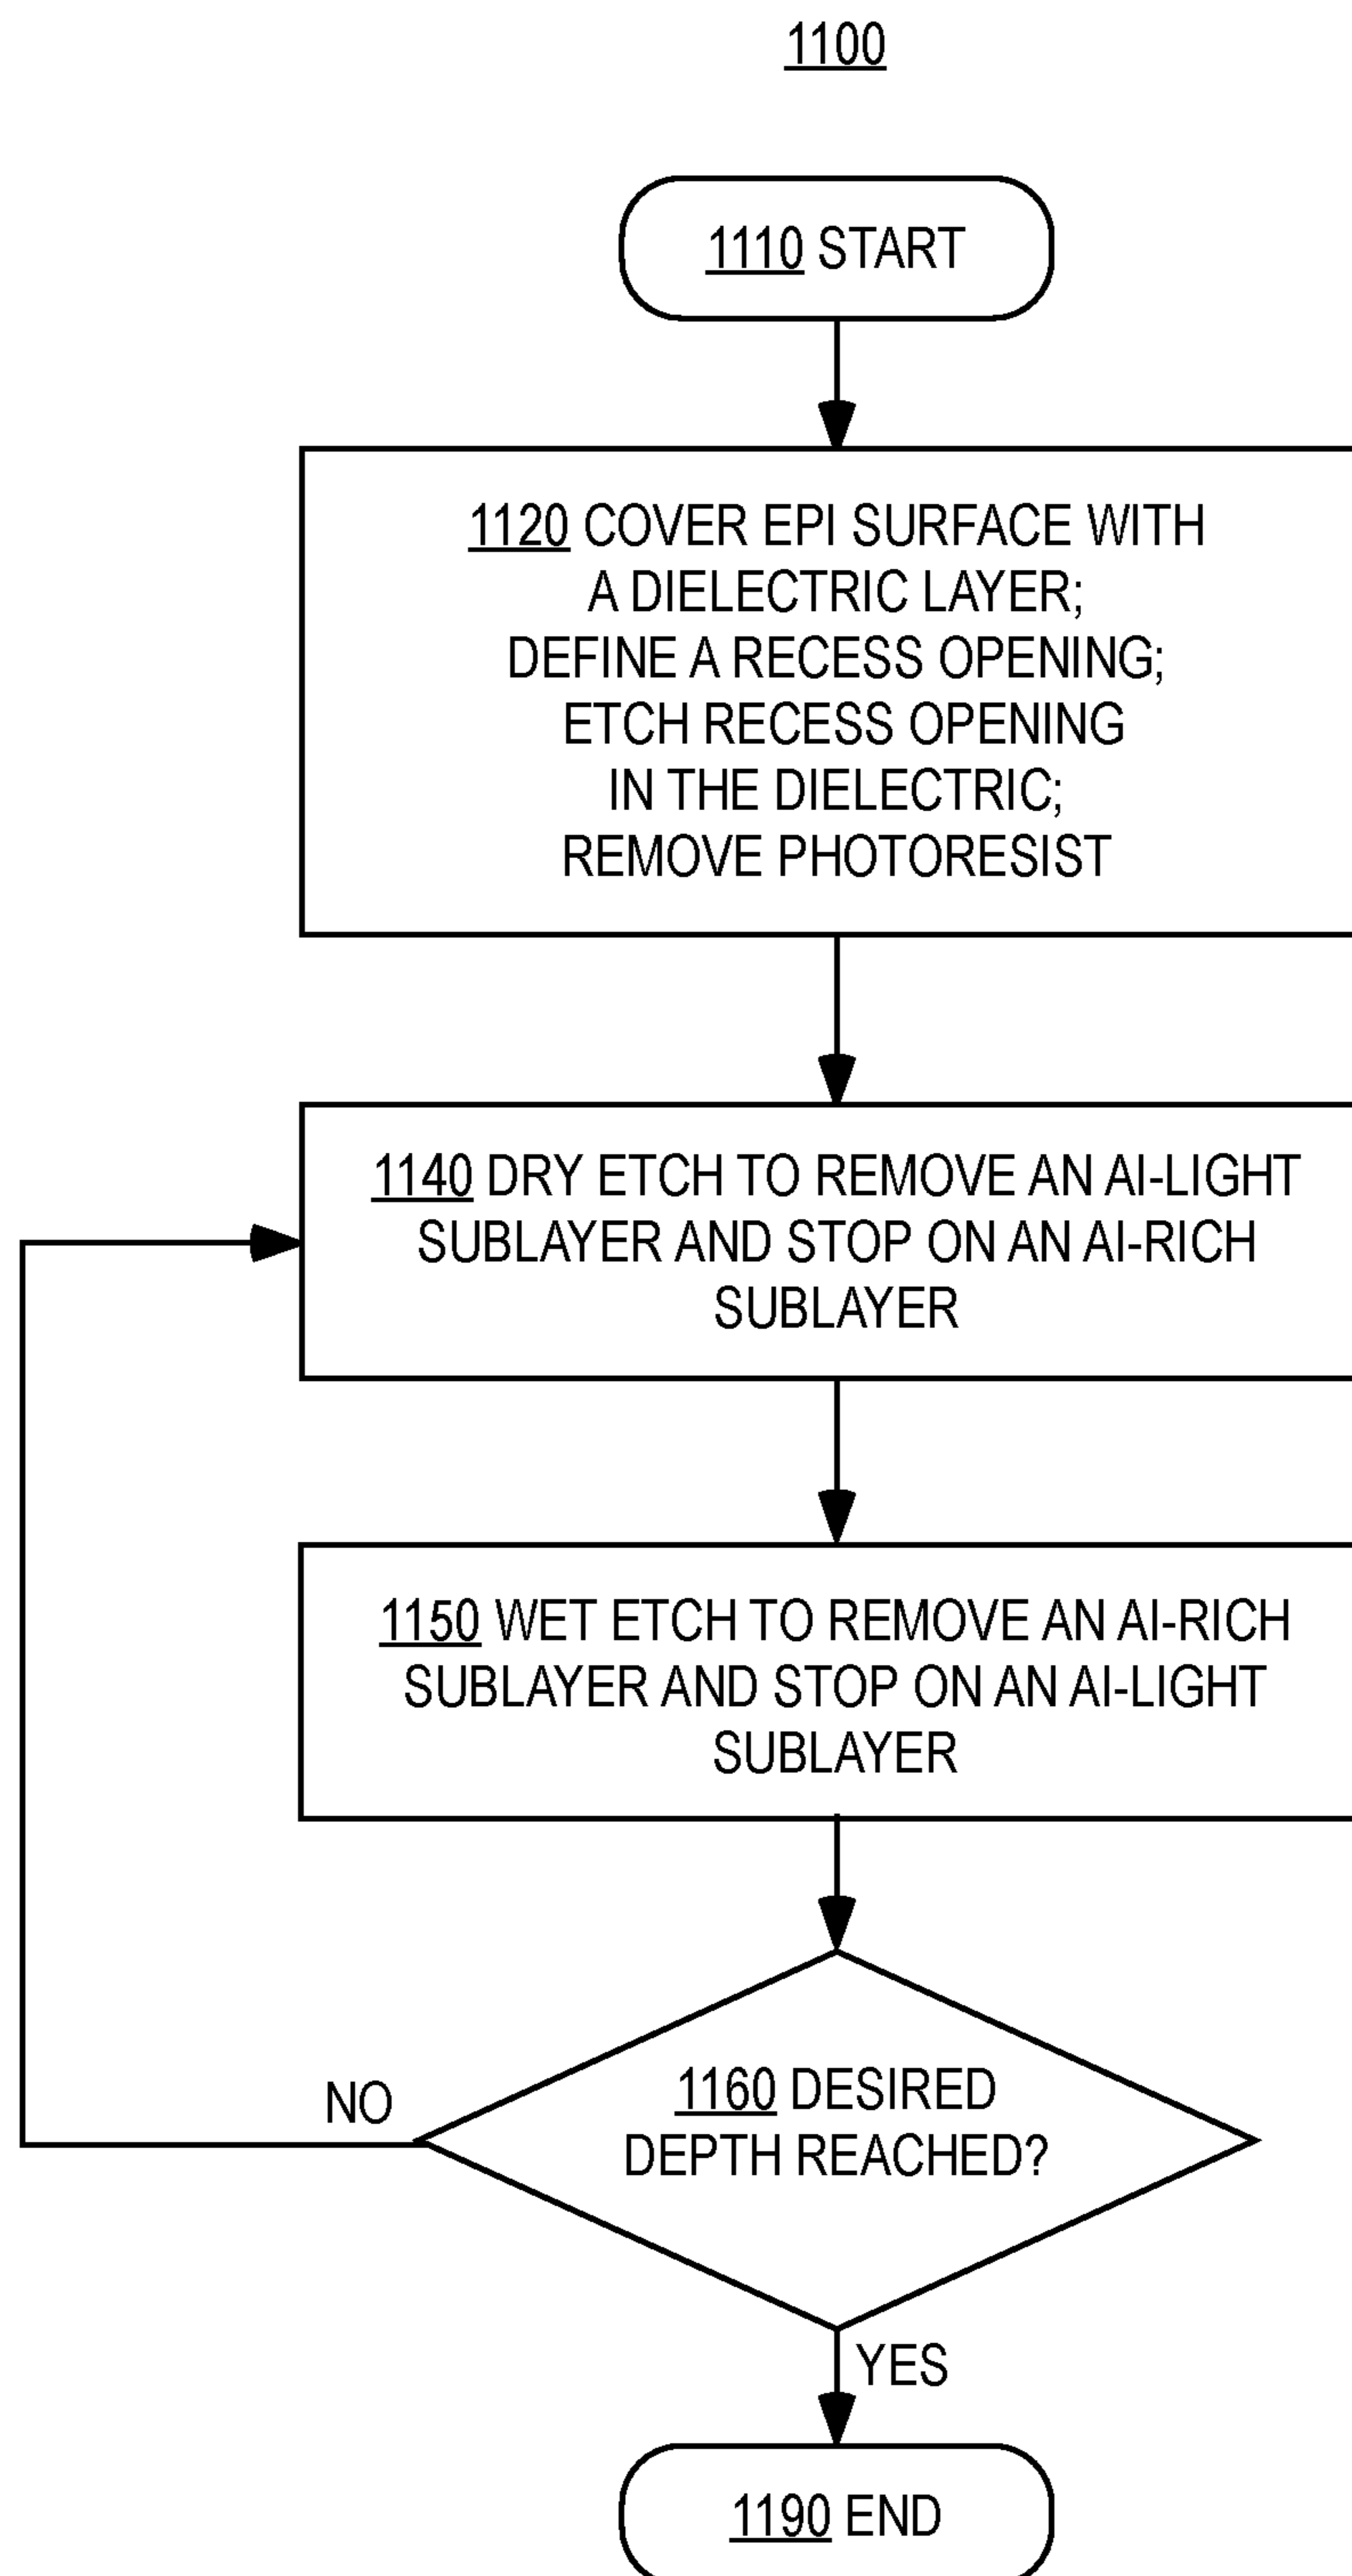 1100
1110 START
1120 COVER EPI SURFACE WITH
A DIELECTRIC LAYER;
DEFINE A RECESS OPENING;
ETCH RECESS OPENING
IN THE DIELECTRIC;
REMOVE PHOTORESIST
1140 DRY ETCH TO REMOVE AN Al-LIGHT
SUBLAYER AND STOP ON AN Al-RICH
SUBLAYER
1150 WET ETCH TO REMOVE AN Al-RICH
SUBLAYER AND STOP ON AN Al-LIGHT
SUBLAYER
1160 DESIRED
DEPTH REACHED?
NO
YES
1190 END